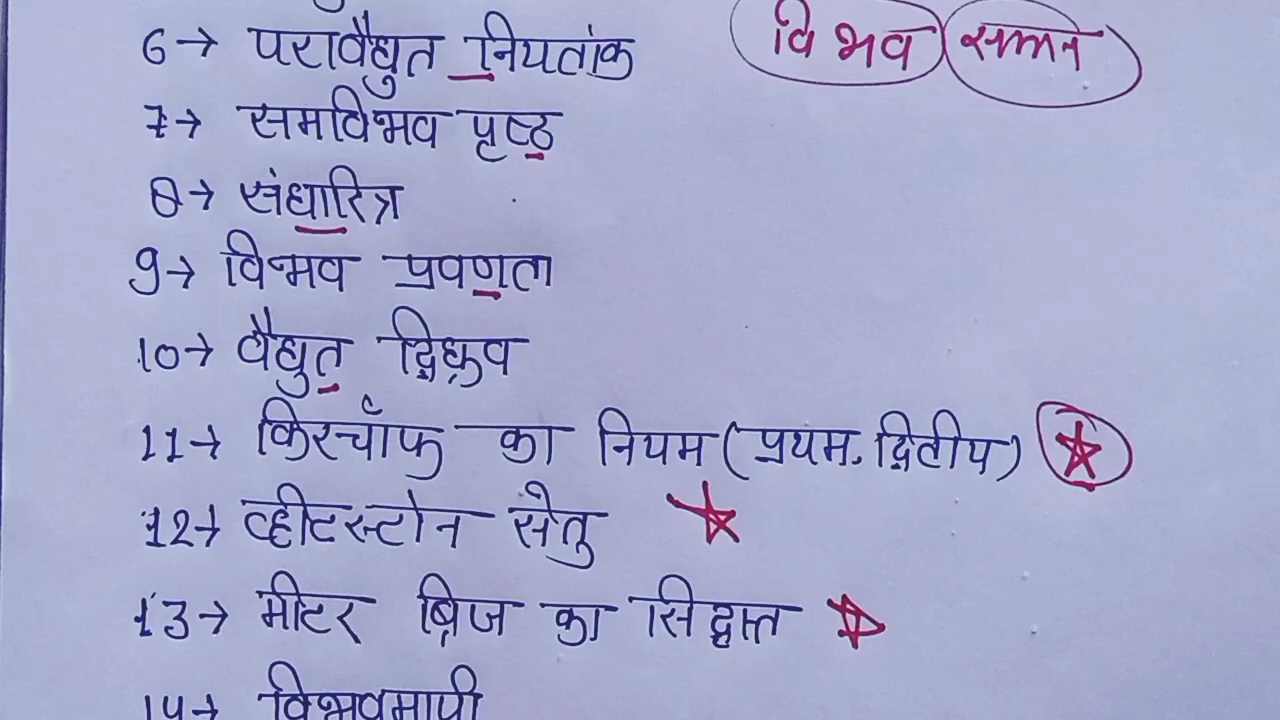 विभव समान
6→ परावैद्युत नियतांक
7→ समविभव पृष्ठ
8→ संधारित्र
9→ विभव प्रवणता
10→ वैद्युत द्विध्रुव
11→ किरचॉफ का नियम (प्रथम, द्वितीय)
12→ व्हीटस्टोन सेतु
13→ मीटर ब्रिज का सिद्धान्त
14→ विभवमापी